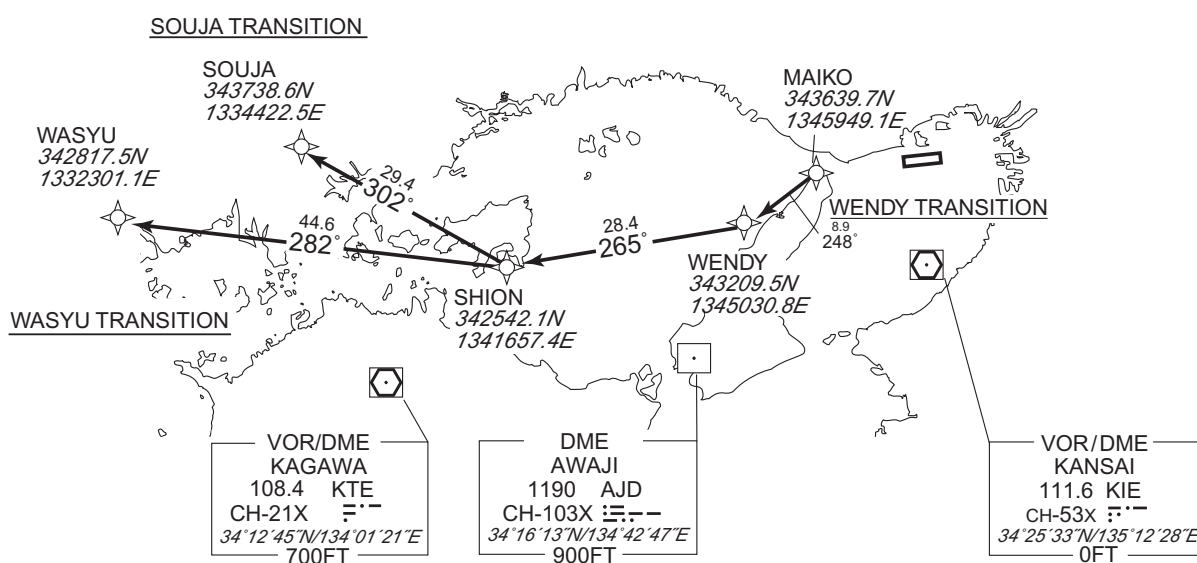 SOUJA TRANSITION
SOUJA
343738.6N
1334422.5E
MAIKO
343639.7N
1345949.1E
WASYU
342817.5N
1332301.1E
29.4
302°
44.6
282°
28.4
265°
WENDY TRANSITION
8.9
248°
WENDY
343209.5N
1345030.8E
SHION
342542.1N
1341657.4E
WASYU TRANSITION
VOR/DME
KAGAWA
108.4 KTE
CH-21X
34°12´45˝N/134°01´21˝E
700FT
DME
AWAJI
1190 AJD
CH-103X
34°16´13˝N/134°42´47˝E
900FT
VOR/DME
KANSAI
111.6 KIE
CH-53X
34°25´33˝N/135°12´28˝E
0FT